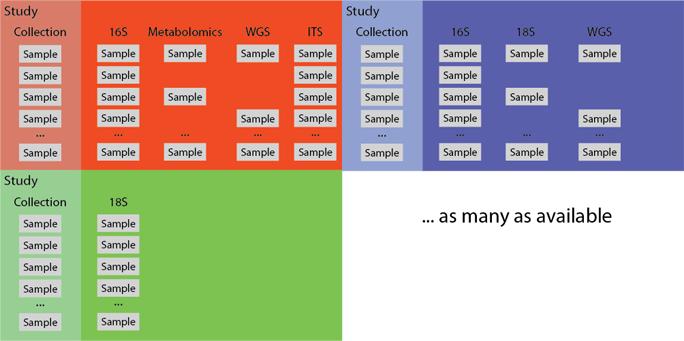 Study
Collection 16S Metabolomics WGS ITS
Sample Sample Sample Sample Sample
Sample Sample Sample
Sample Sample Sample Sample
Sample Sample Sample Sample
... ... ... ... ...
Sample Sample Sample Sample Sample
Study
Collection 16S 18S WGS
Sample Sample Sample Sample
Sample Sample
Sample Sample Sample
Sample Sample Sample
... ... ... ...
Sample Sample Sample Sample
Study
Collection 18S
Sample Sample
Sample Sample
Sample Sample
Sample Sample
... ...
Sample Sample
... as many as available